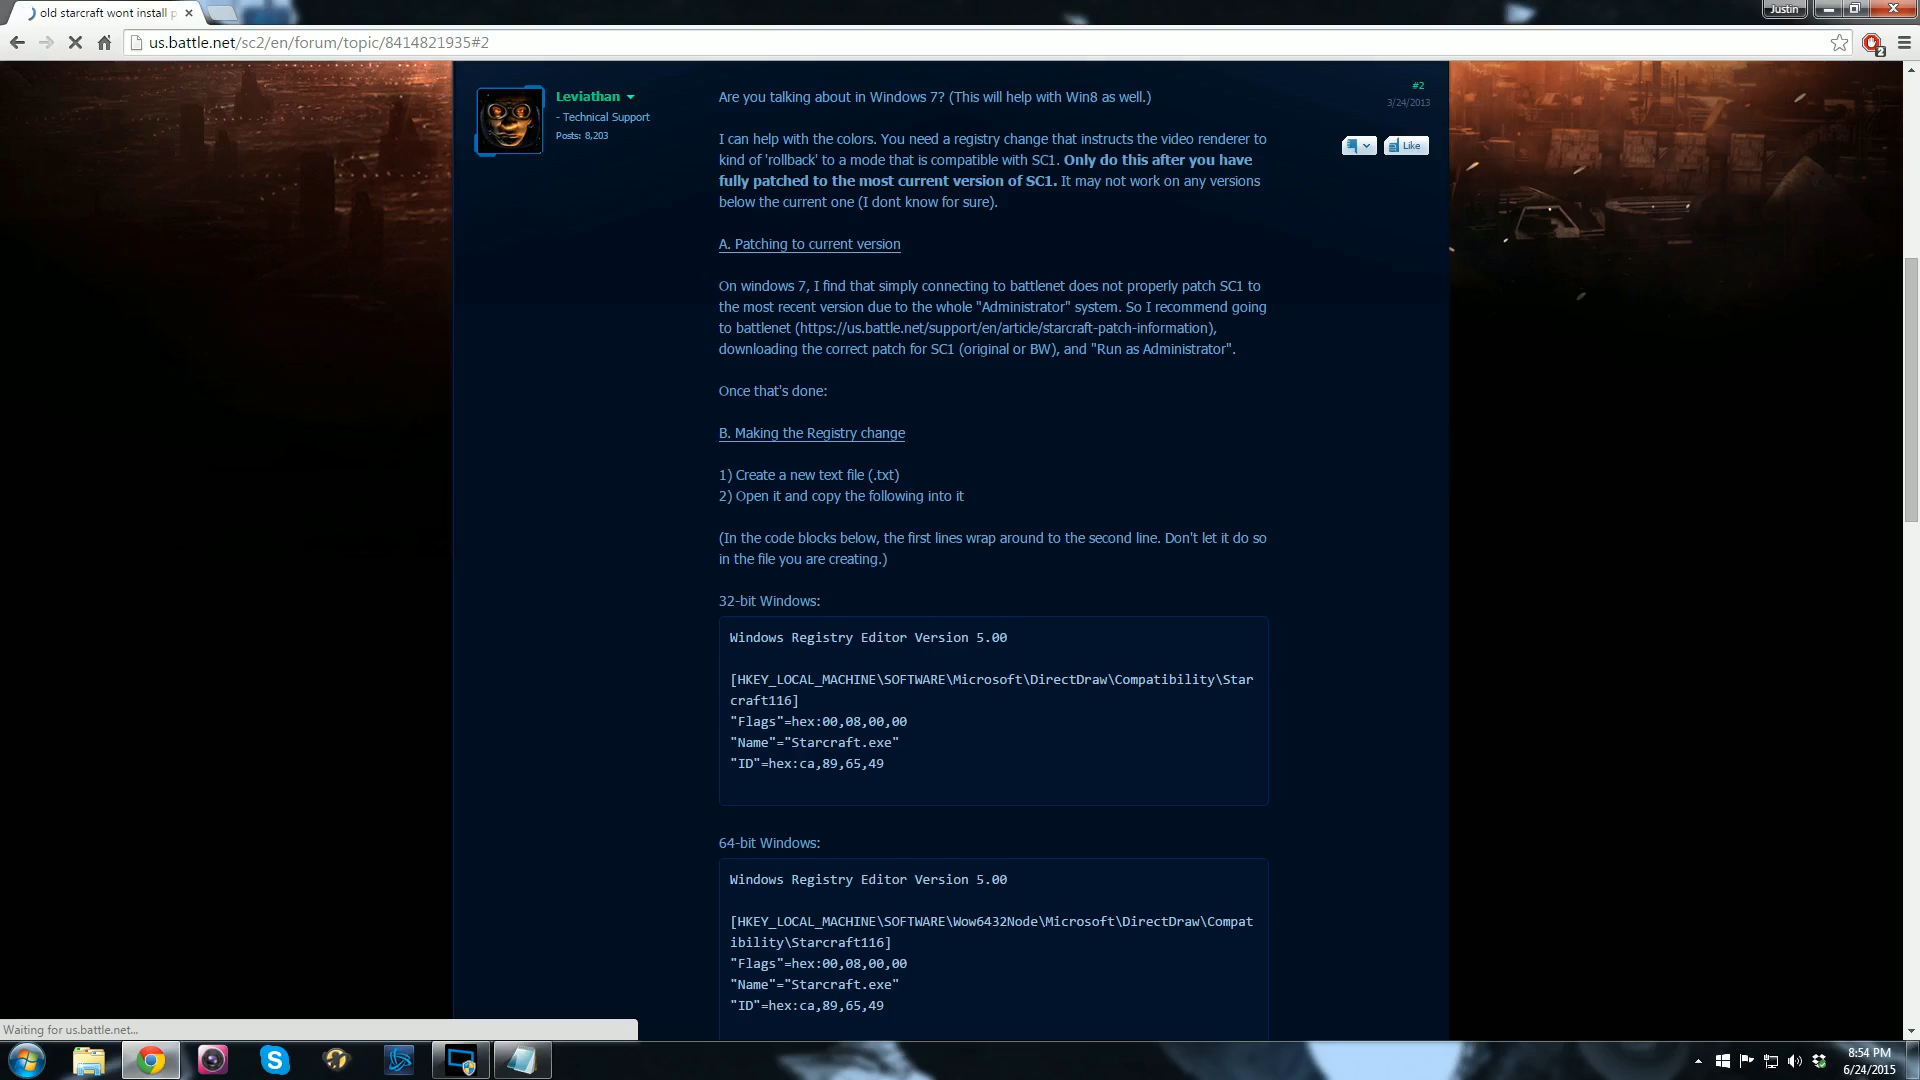 old starcraft wont install p
Justin
us.battle.net/sc2/en/forum/topic/8414821935#2
2
Leviathan
- Technical Support
Posts: 8,203
#2
3/24/2013
Like
Are you talking about in Windows 7? (This will help with Win8 as well.)
I can help with the colors. You need a registry change that instructs the video renderer to
kind of 'rollback' to a mode that is compatible with SC1. Only do this after you have
fully patched to the most current version of SC1. It may not work on any versions
below the current one (I dont know for sure).
A. Patching to current version
On windows 7, I find that simply connecting to battlenet does not properly patch SC1 to
the most recent version due to the whole "Administrator" system. So I recommend going
to battlenet (https://us.battle.net/support/en/article/starcraft-patch-information),
downloading the correct patch for SC1 (original or BW), and "Run as Administrator".
Once that's done:
B. Making the Registry change
1) Create a new text file (.txt)
2) Open it and copy the following into it
(In the code blocks below, the first lines wrap around to the second line. Don't let it do so
in the file you are creating.)
32-bit Windows:
Windows Registry Editor Version 5.00
[HKEY_LOCAL_MACHINE\SOFTWARE\Microsoft\DirectDraw\Compatibility\Star
craft116]
"Flags"=hex:00,08,00,00
"Name"="Starcraft.exe"
"ID"=hex:ca,89,65,49
64-bit Windows:
Windows Registry Editor Version 5.00
[HKEY_LOCAL_MACHINE\SOFTWARE\Wow6432Node\Microsoft\DirectDraw\Compat
ibility\Starcraft116]
"Flags"=hex:00,08,00,00
"Name"="Starcraft.exe"
"ID"=hex:ca,89,65,49
Waiting for us.battle.net...
8:54 PM
6/24/2015